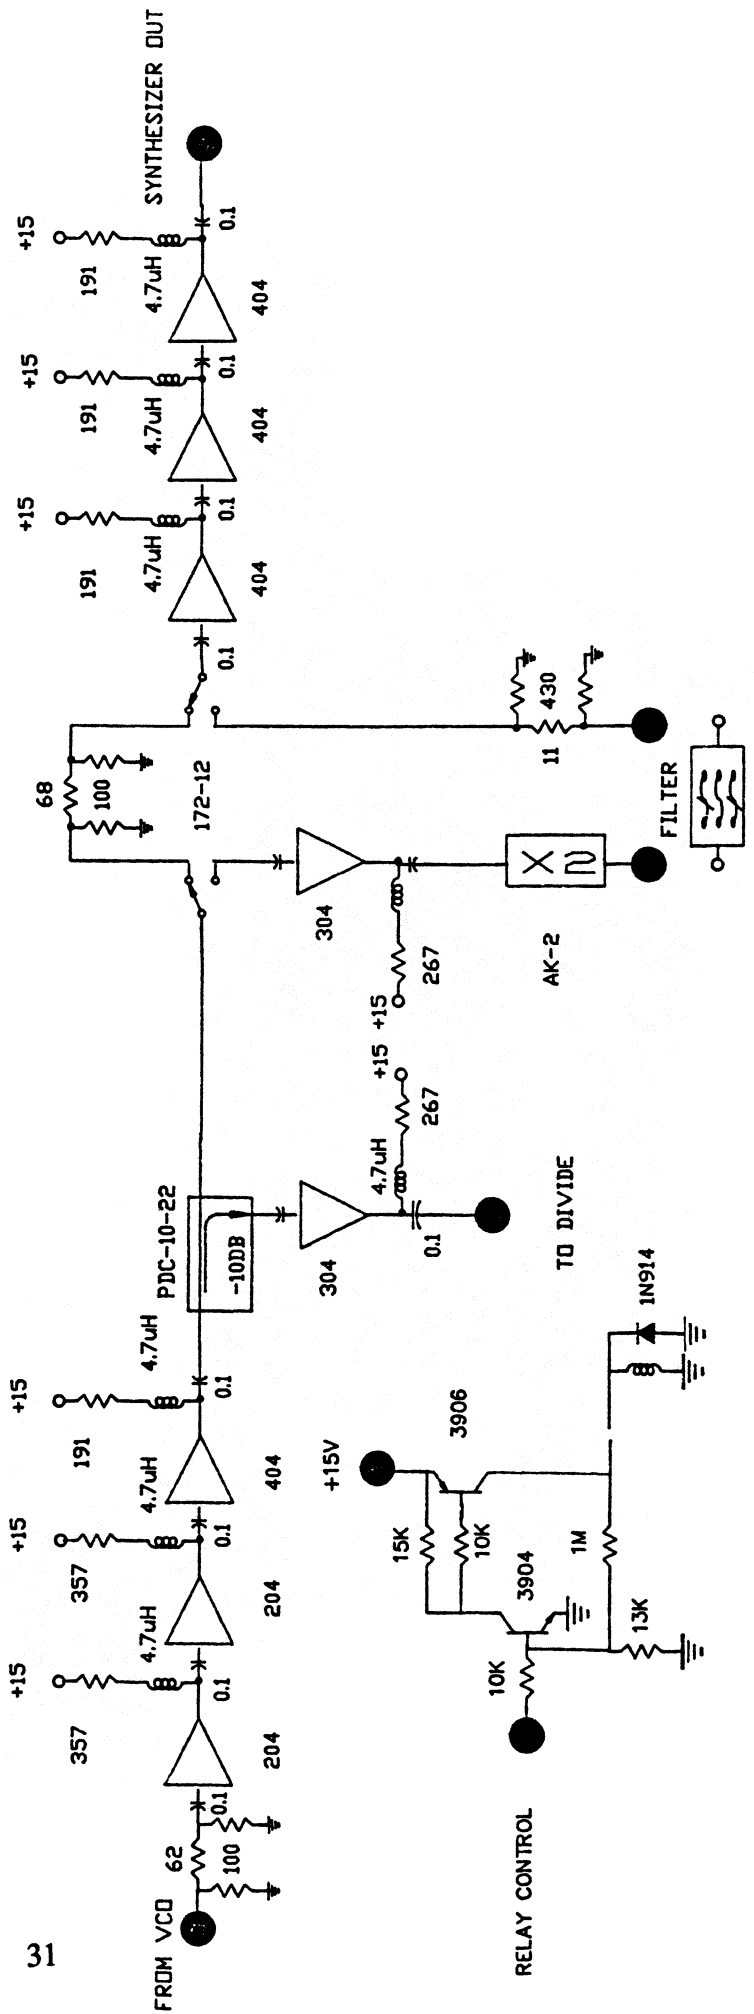 31
FROM VCO
62
100
0.1
204
357
+15
4.7uH
0.1
204
357
+15
4.7uH
0.1
404
191
+15
4.7uH
0.1
PDC-10-22
-10DB
304
4.7uH
267
+15
0.1
TO DIVIDE
172-12
68
100
304
267
+15
AK-2
FILTER
11
430
0.1
404
191
+15
4.7uH
0.1
404
191
+15
4.7uH
0.1
404
191
+15
4.7uH
0.1
SYNTHESIZER OUT
RELAY CONTROL
10K
3904
13K
15K
10K
1M
+15V
3906
1N914